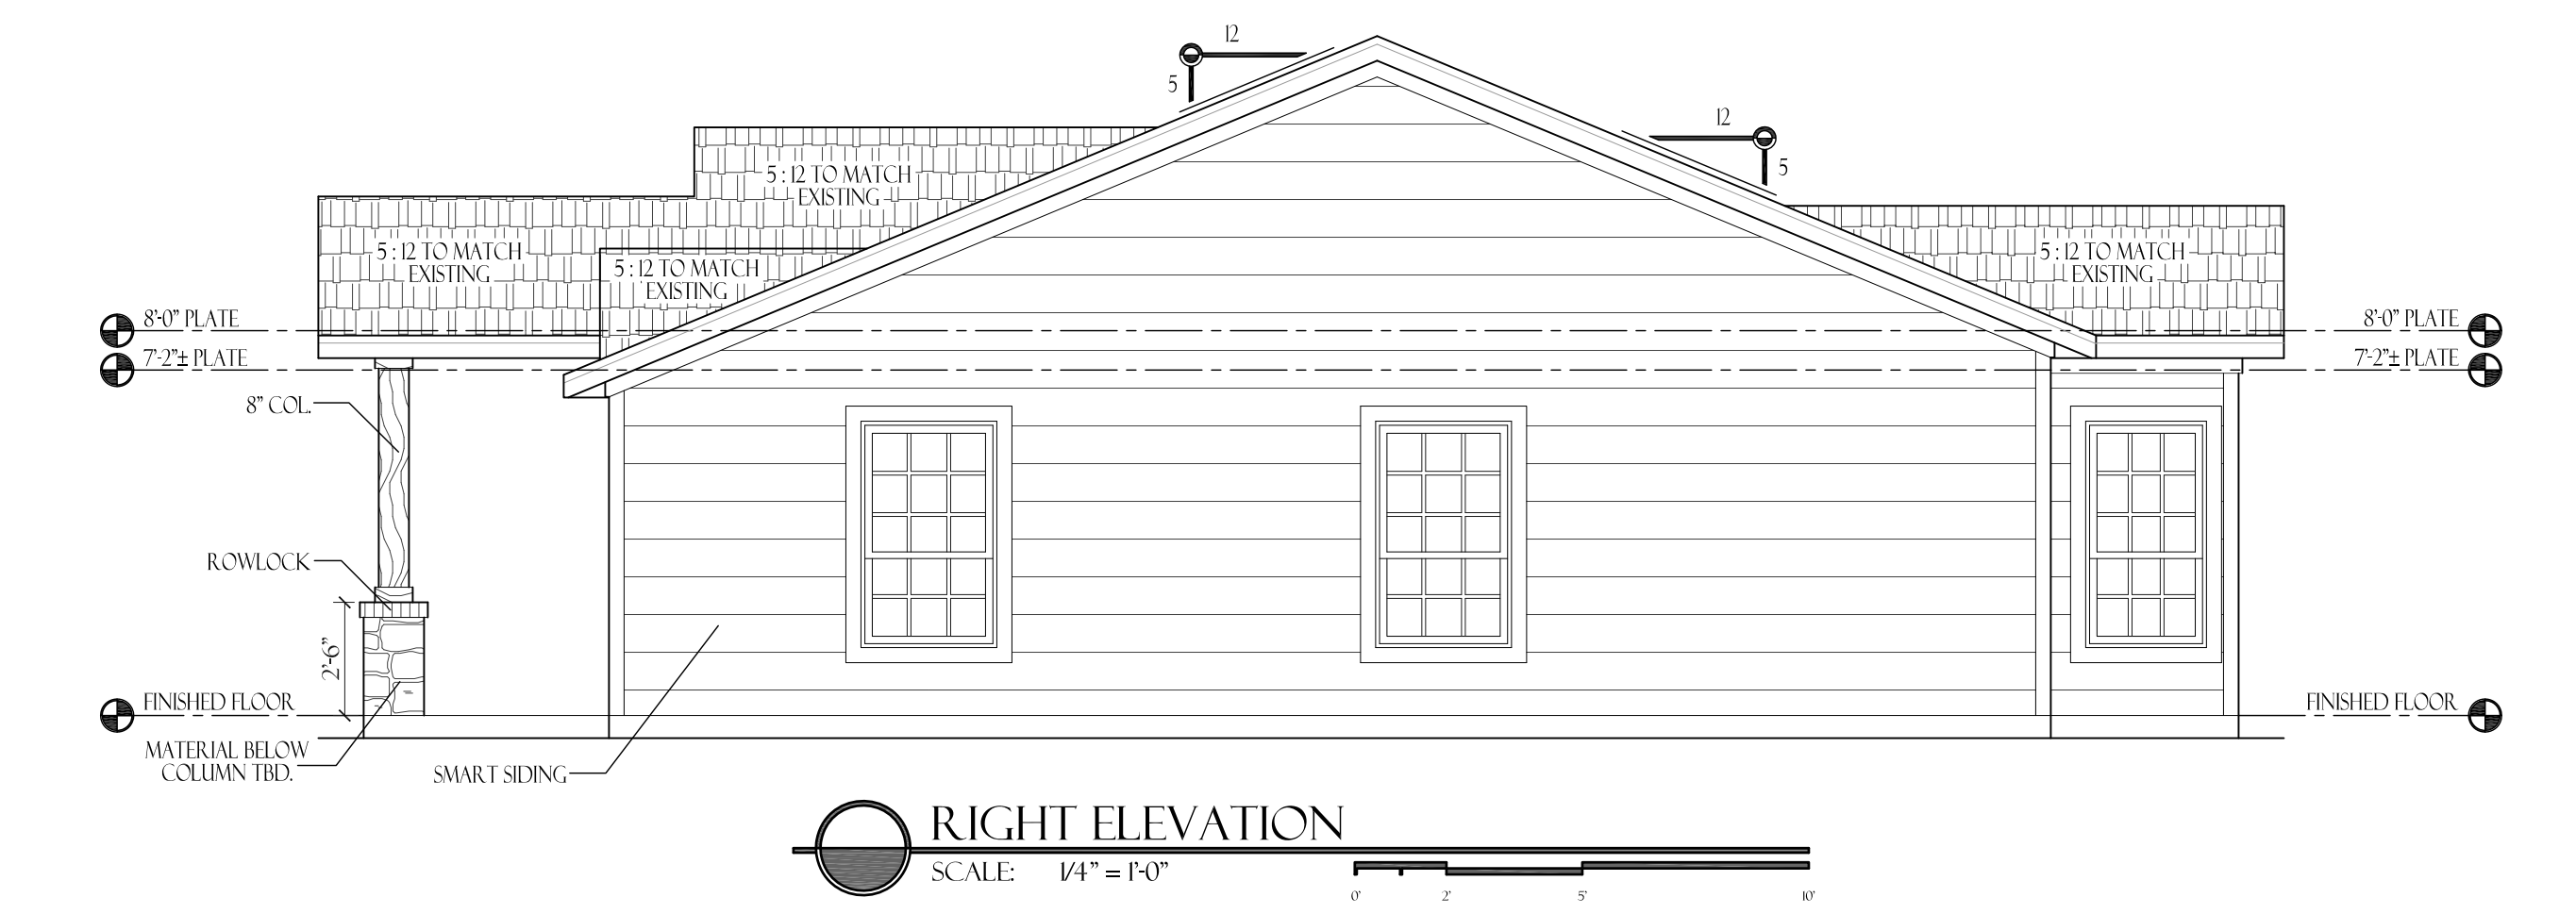 12
5
12
5
5 : 12 TO MATCH
EXISTING
5 : 12 TO MATCH
EXISTING
5 : 12 TO MATCH
EXISTING
5 : 12 TO MATCH
EXISTING
8'-0" PLATE
8'-0" PLATE
7'-2"± PLATE
7'-2"± PLATE
8" COL.
ROWLOCK
2'-6"
FINISHED FLOOR
FINISHED FLOOR
MATERIAL BELOW
COLUMN TBD.
SMART SIDING
RIGHT ELEVATION
SCALE: 1/4" = 1'-0"
0' 2' 5' 10'